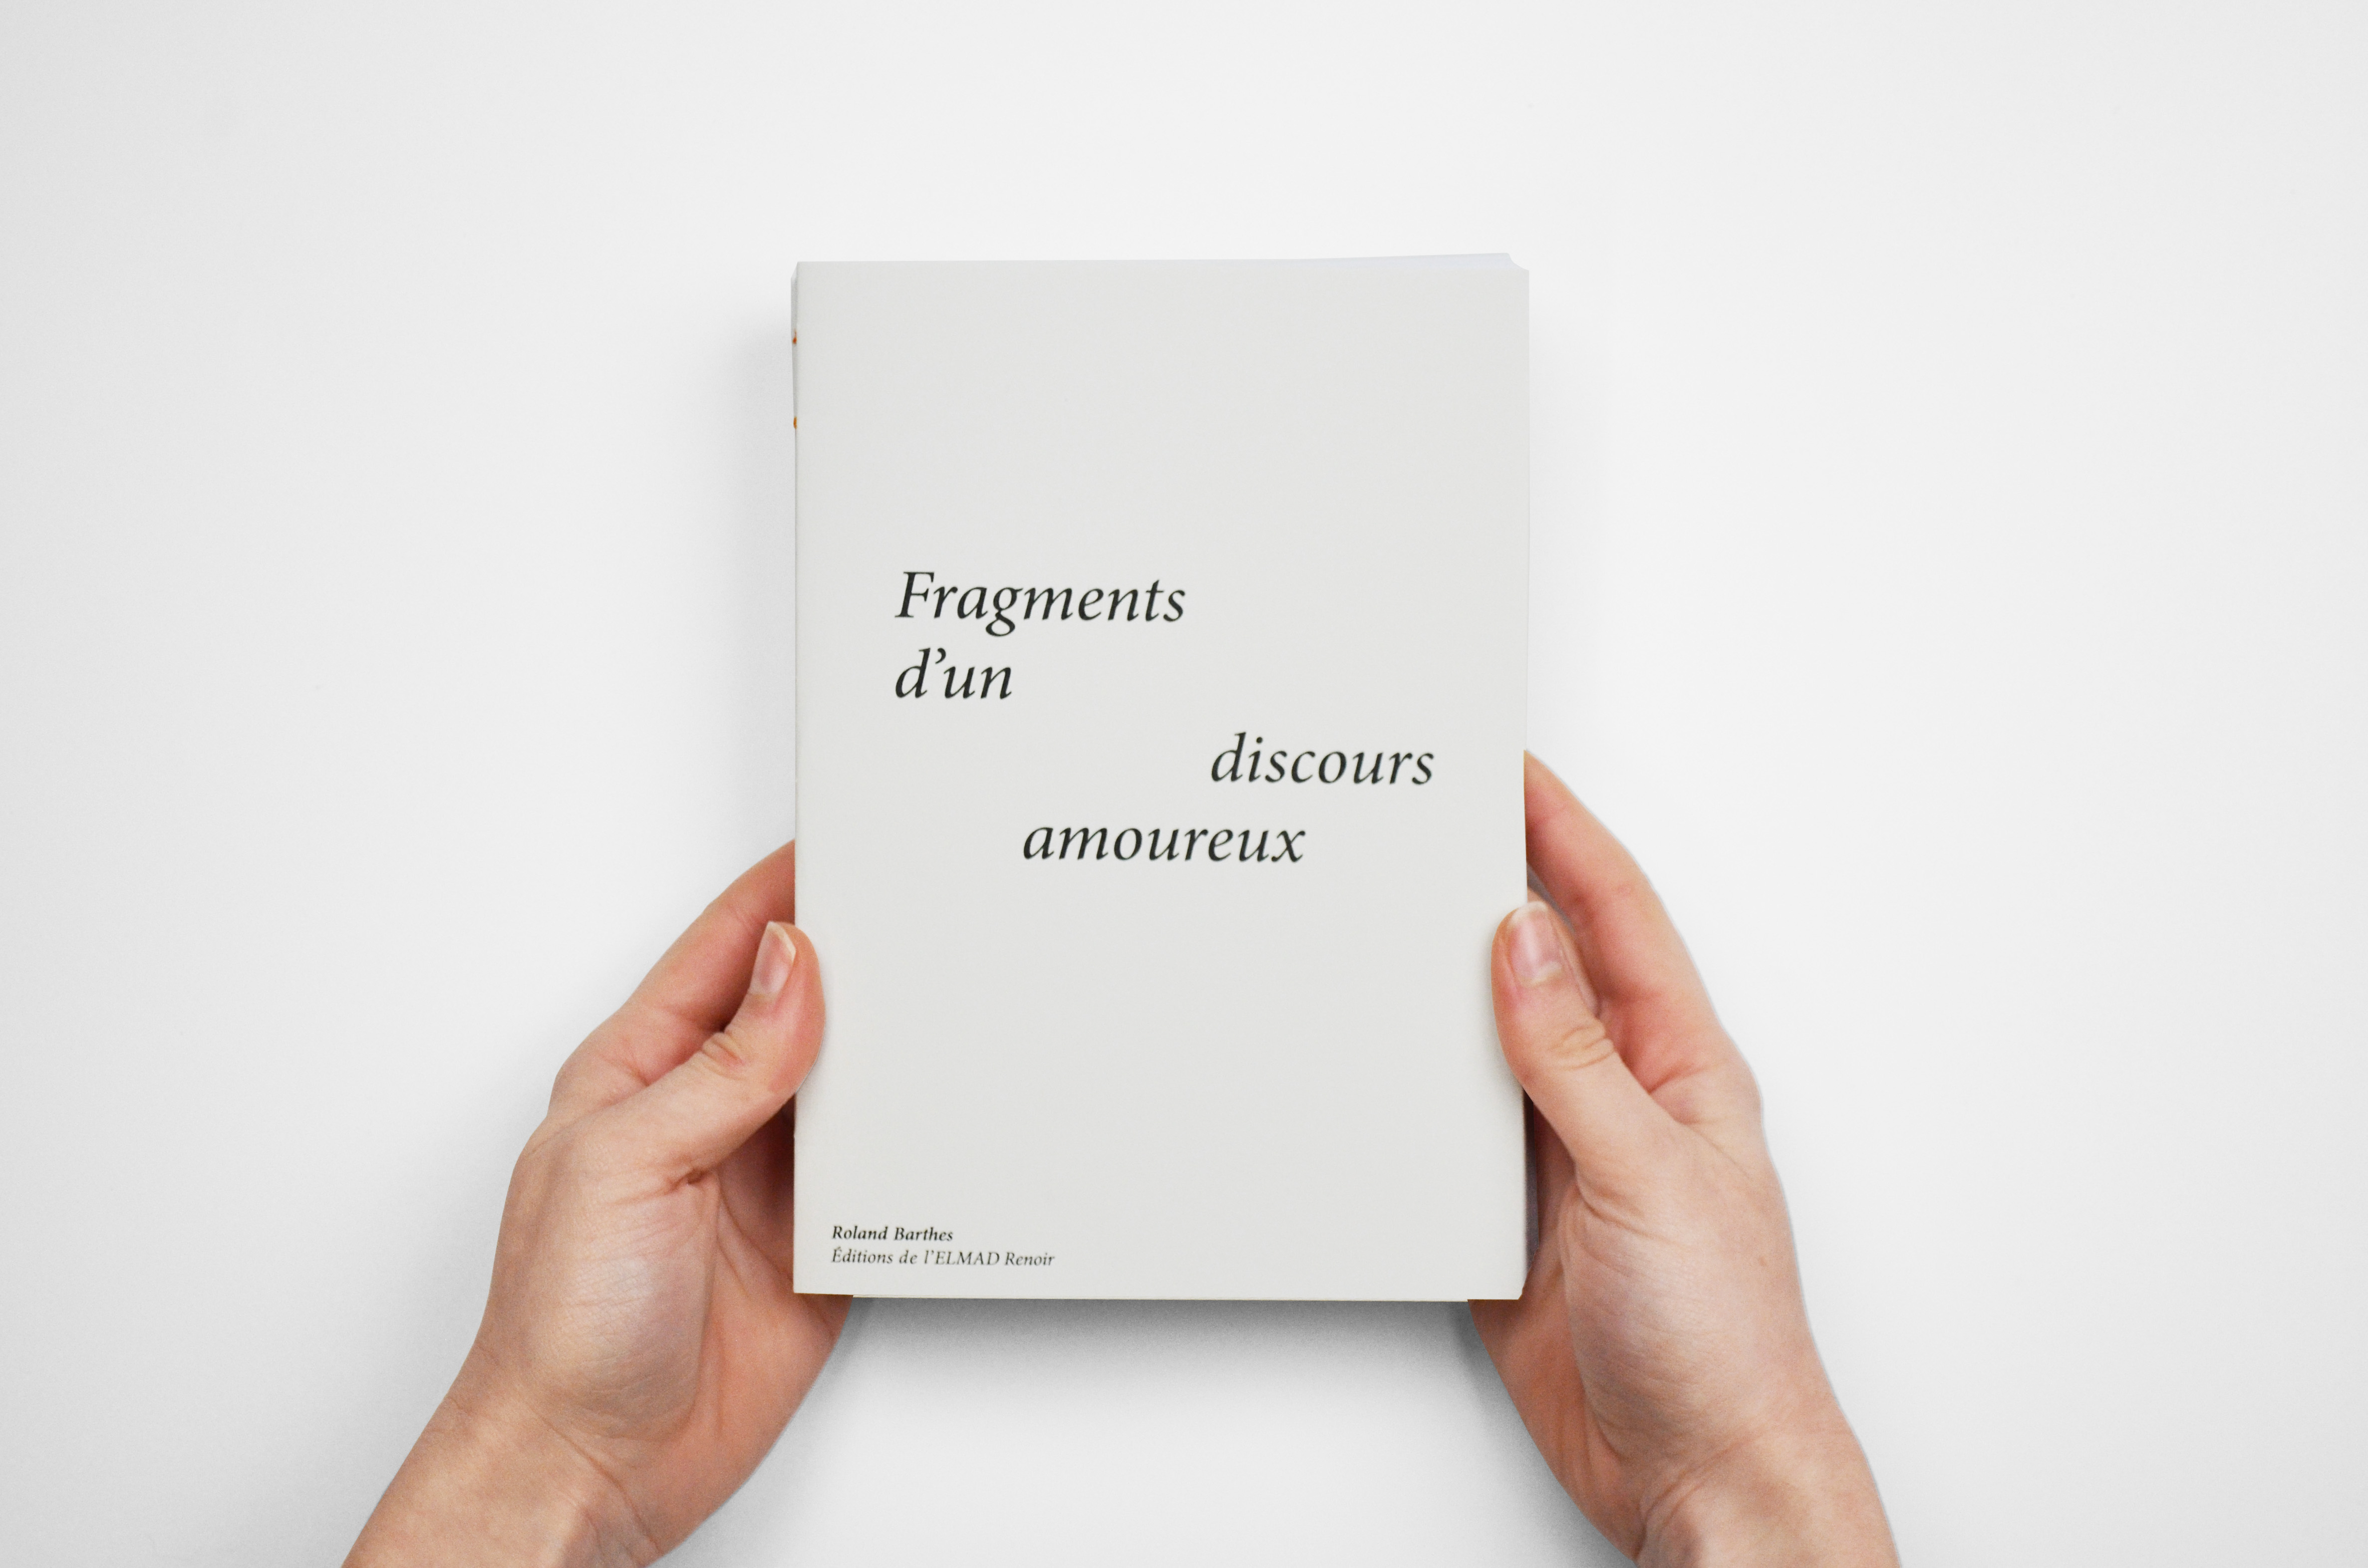 Fragments
d’un
discours
amoureux
Roland Barthes
Éditions de l’ELMAD Renoir